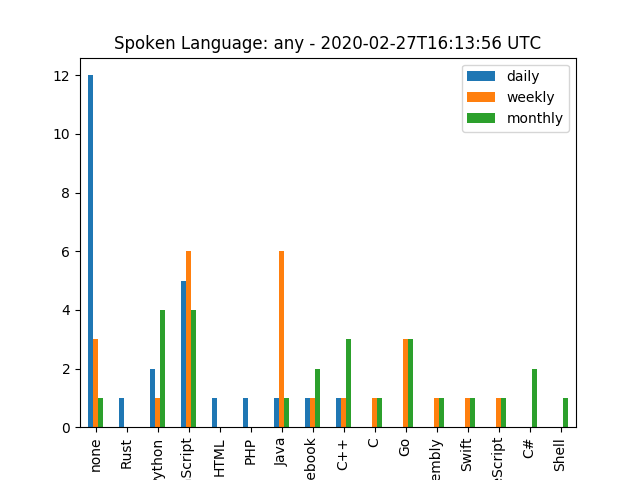 Spoken Language: any - 2020-02-27T16:13:56 UTC
daily
weekly
monthly
12
10
8
6
4
2
0
none
Rust
ython
Script
HTML
PHP
Java
ebook
C++
C
Go
embly
Swift
eScript
C#
Shell